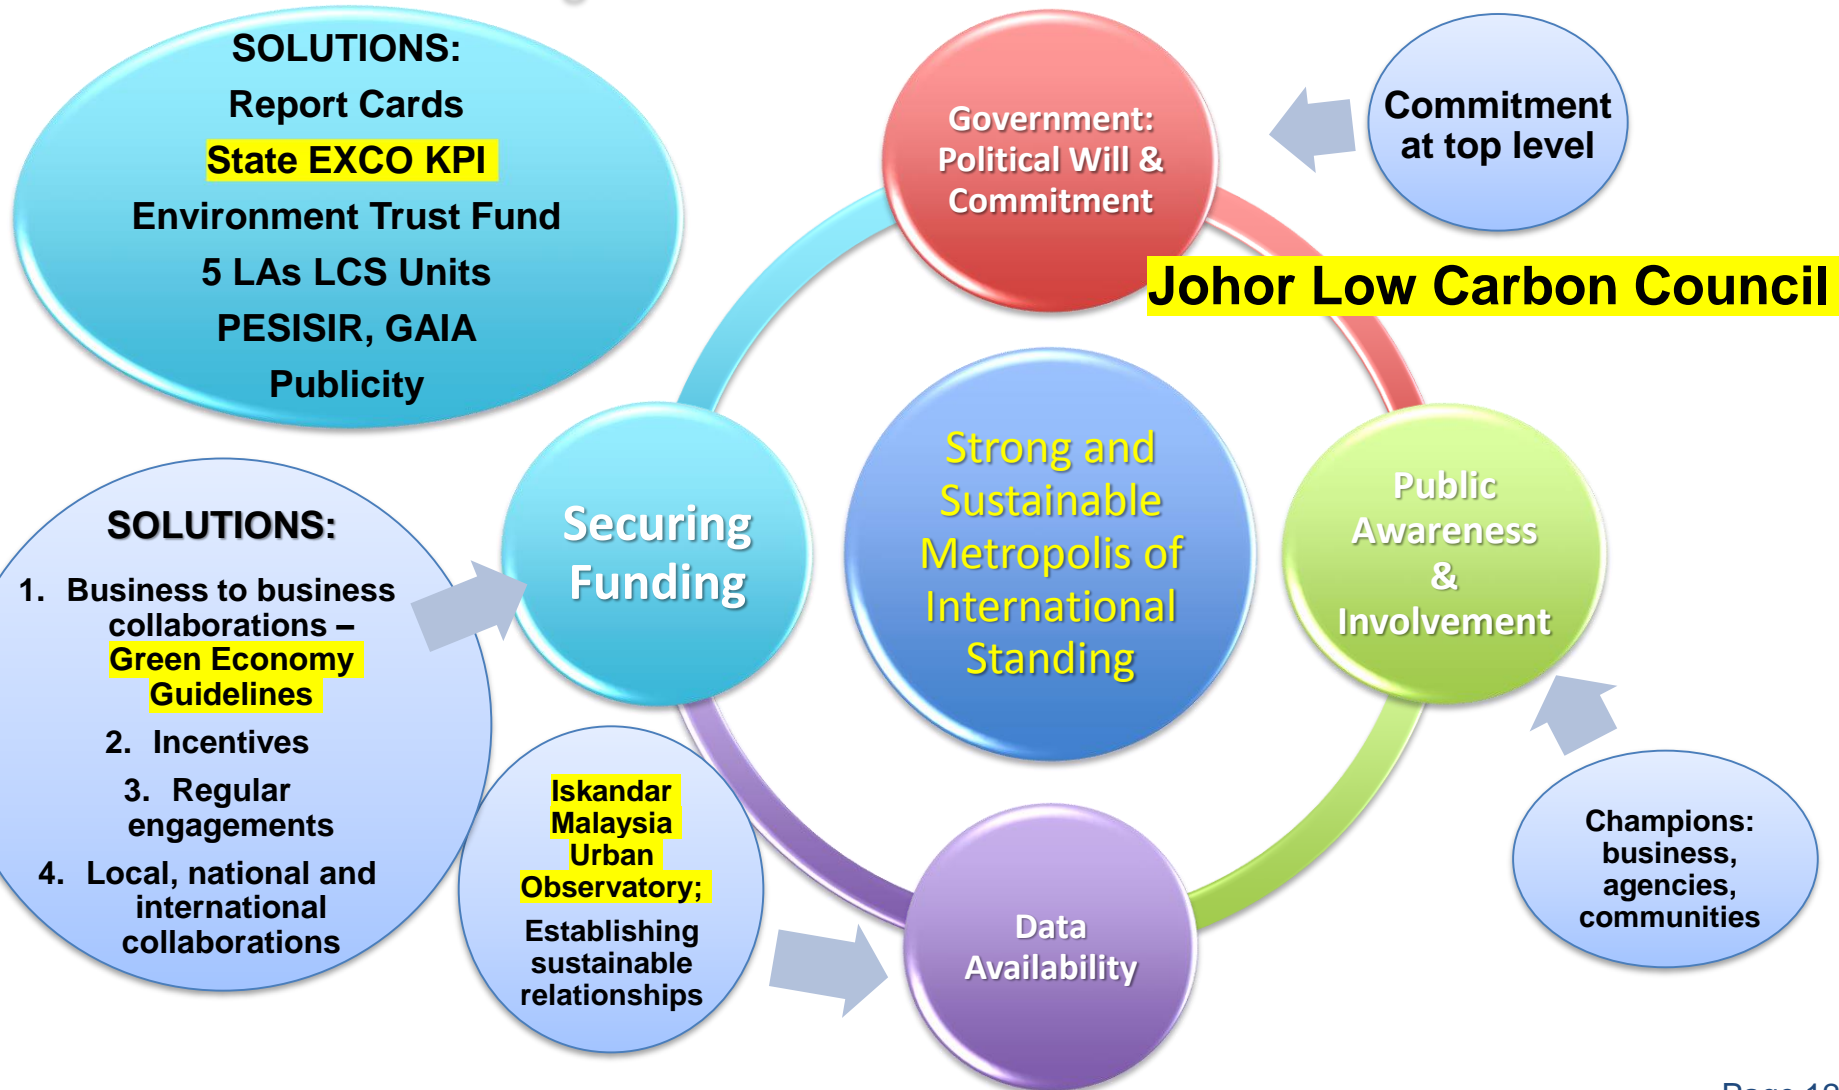 SOLUTIONS:
Report Cards
State EXCO KPI
Environment Trust Fund
5 LAs LCS Units
PESISIR, GAIA
Publicity
Government:
Political Will &
Commitment
Commitment
at top level
Johor Low Carbon Council
SOLUTIONS:
1. Business to business
collaborations –
Green Economy
Guidelines
2. Incentives
3. Regular
engagements
4. Local, national and
international
collaborations
Securing
Funding
Strong and
Sustainable
Metropolis of
International
Standing
Public
Awareness
&
Involvement
Iskandar
Malaysia
Urban
Observatory;
Establishing
sustainable
relationships
Data
Availability
Champions:
business,
agencies,
communities